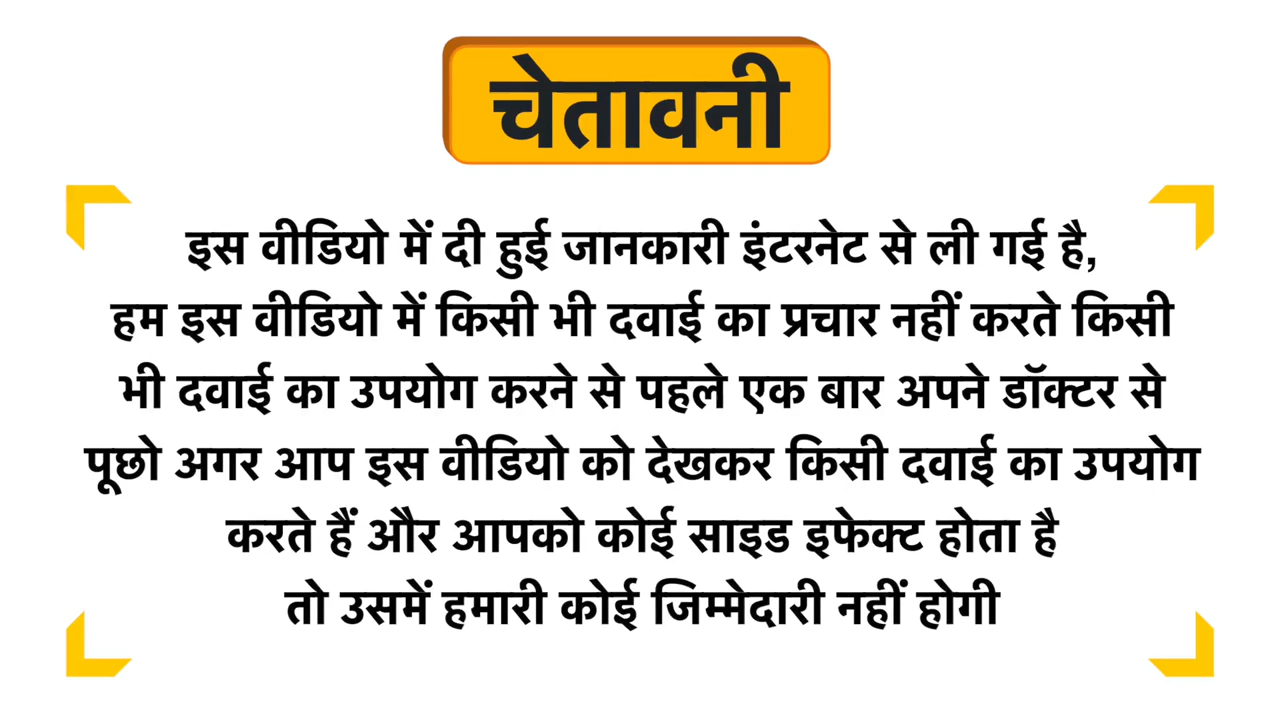 चेतावनी
इस वीडियो में दी हुई जानकारी इंटरनेट से ली गई है,
हम इस वीडियो में किसी भी दवाई का प्रचार नहीं करते किसी
भी दवाई का उपयोग करने से पहले एक बार अपने डॉक्टर से
पूछो अगर आप इस वीडियो को देखकर किसी दवाई का उपयोग
करते हैं और आपको कोई साइड इफेक्ट होता है
तो उसमें हमारी कोई जिम्मेदारी नहीं होगी